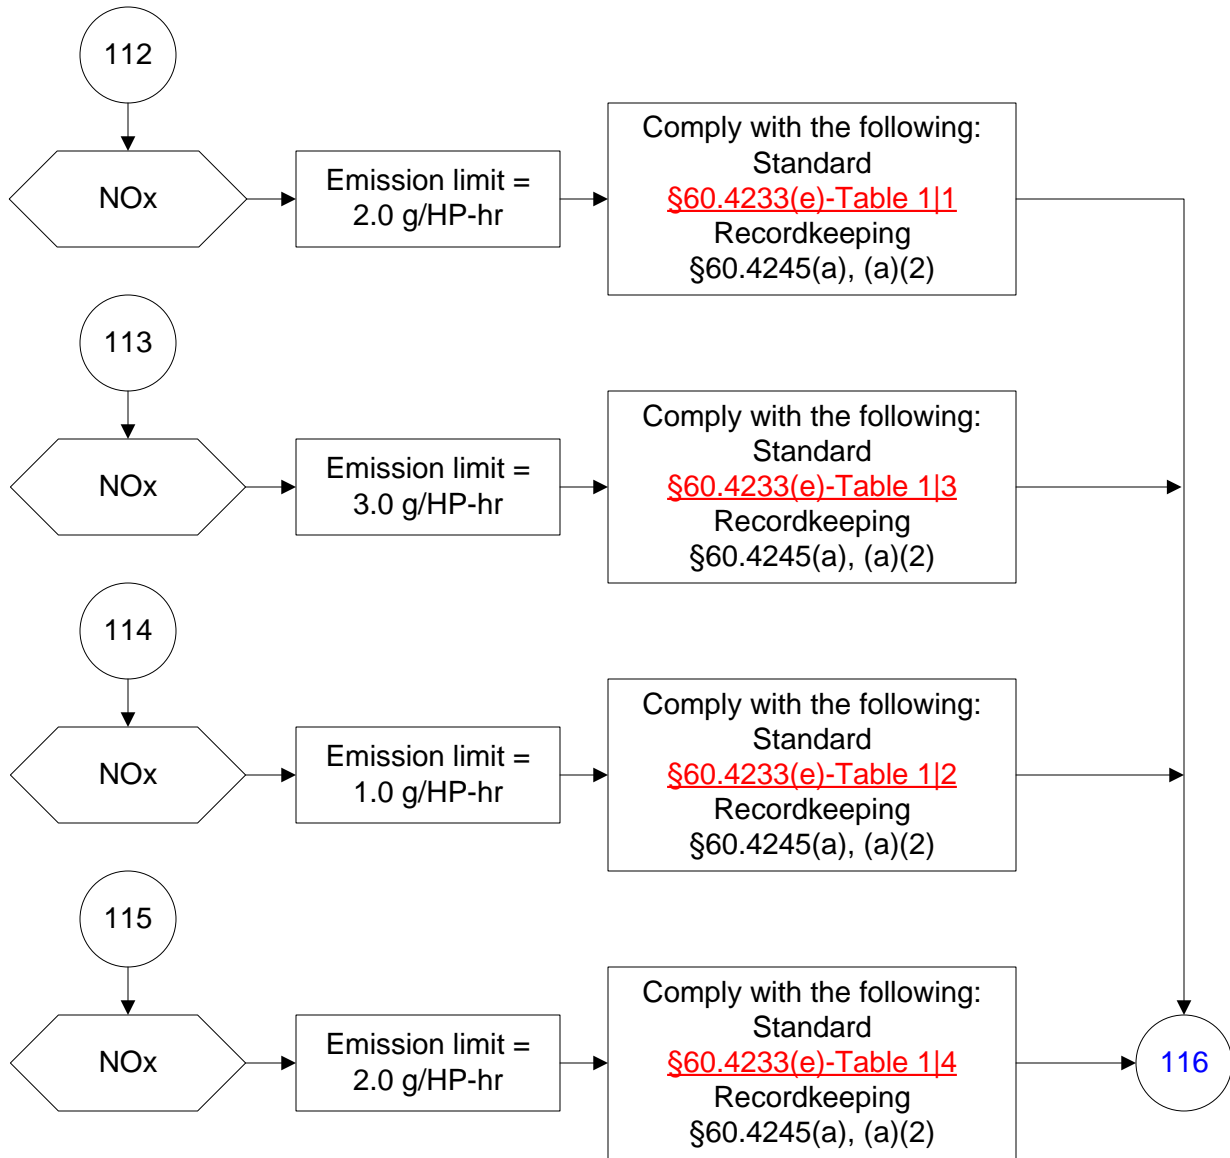 112
NOx
Emission limit =
2.0 g/HP-hr
Comply with the following:
Standard
§60.4233(e)-Table 1|1
Recordkeeping
§60.4245(a), (a)(2)
113
NOx
Emission limit =
3.0 g/HP-hr
Comply with the following:
Standard
§60.4233(e)-Table 1|3
Recordkeeping
§60.4245(a), (a)(2)
114
NOx
Emission limit =
1.0 g/HP-hr
Comply with the following:
Standard
§60.4233(e)-Table 1|2
Recordkeeping
§60.4245(a), (a)(2)
115
NOx
Emission limit =
2.0 g/HP-hr
Comply with the following:
Standard
§60.4233(e)-Table 1|4
Recordkeeping
§60.4245(a), (a)(2)
116